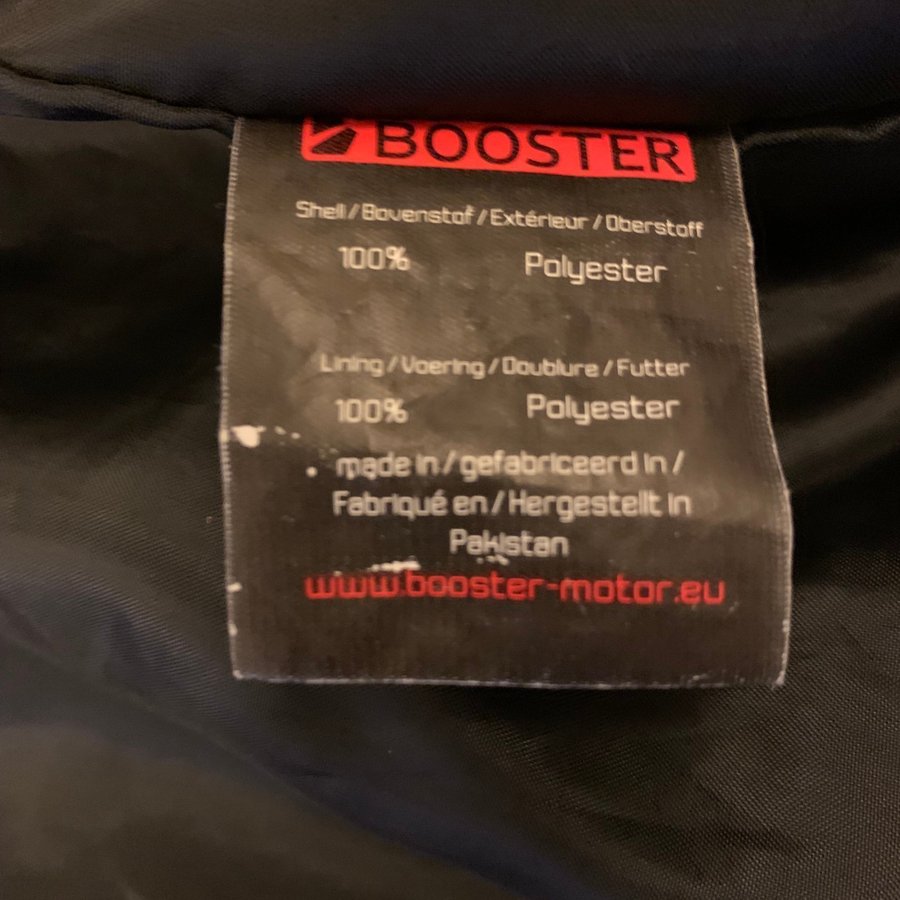 BOOSTER
Shell/Bovenstof/Extérieur/Oberstoff
100% Polyester
Lining/Voering/Doublure/Futter
100% Polyester
made in/gefabriceerd in/
Fabriqué en/Hergestellt in
Pakistan
www.booster-motor.eu